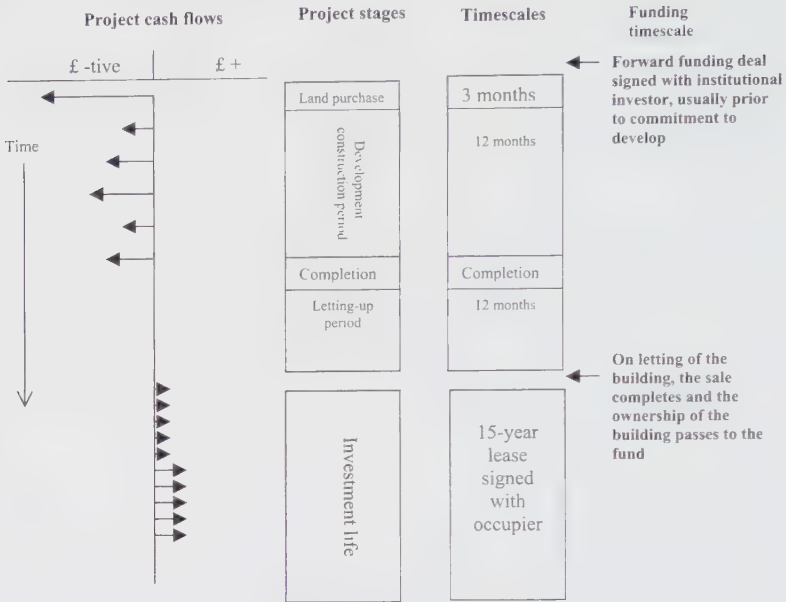 Project cash flows
Project stages
Timescales
Funding
timescale
£ -tive
£ +
Time
Land purchase
Development
construction period
Completion
Letting-up
period
Investment life
3 months
12 months
Completion
12 months
15-year
lease
signed
with
occupier
Forward funding deal
signed with institutional
investor, usually prior
to commitment to
develop
On letting of the
building, the sale
completes and the
ownership of the
building passes to the
fund